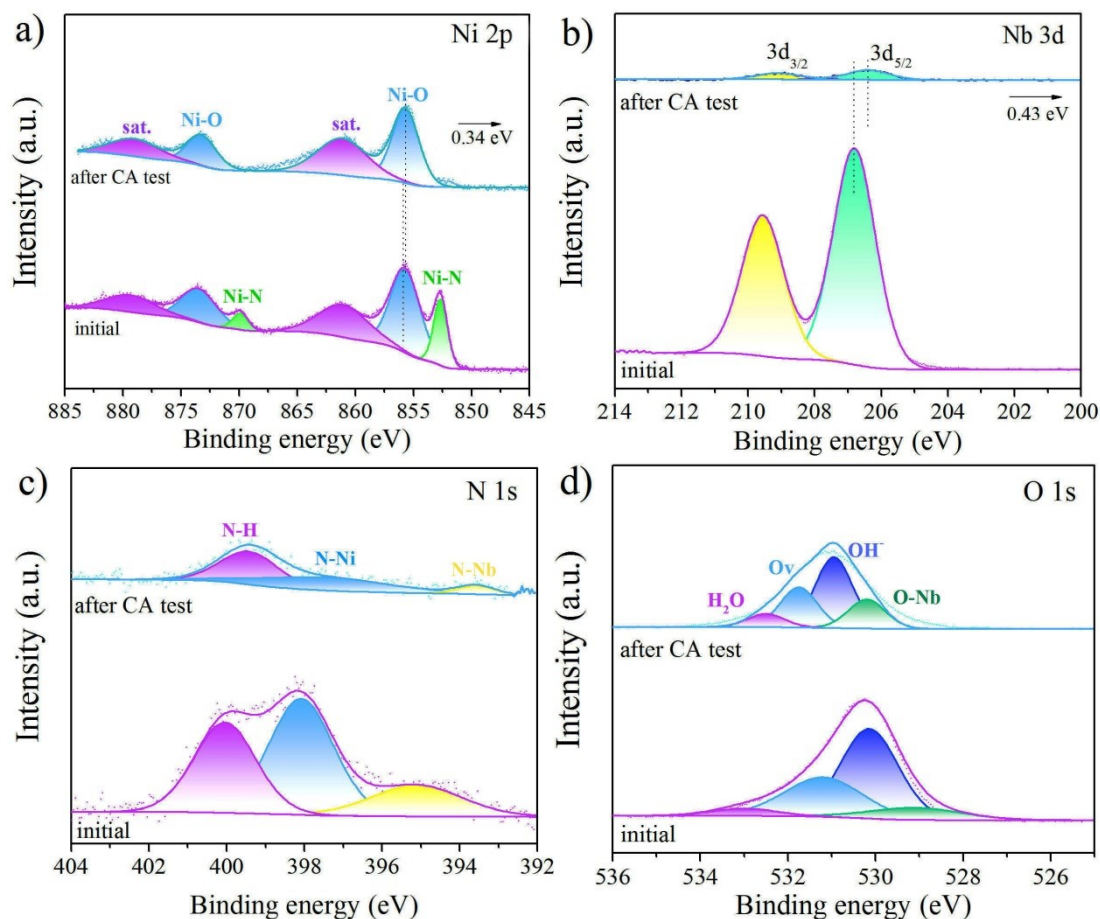 a)
Ni 2p
Ni-O
sat.
Ni-O
sat.
0.34 eV
after CA test
Ni-N
Ni-N
initial
885 880 875 870 865 860 855 850 845
Binding energy (eV)
Intensity (a.u.)
b)
Nb 3d
3d3/2
3d5/2
after CA test
0.43 eV
initial
214 212 210 208 206 204 202 200
Binding energy (eV)
Intensity (a.u.)
c)
N 1s
N-H
N-Ni
N-Nb
after CA test
initial
404 402 400 398 396 394 392
Binding energy (eV)
Intensity (a.u.)
d)
O 1s
OH⁻
Ov
H₂O
O-Nb
after CA test
initial
536 534 532 530 528 526
Binding energy (eV)
Intensity (a.u.)